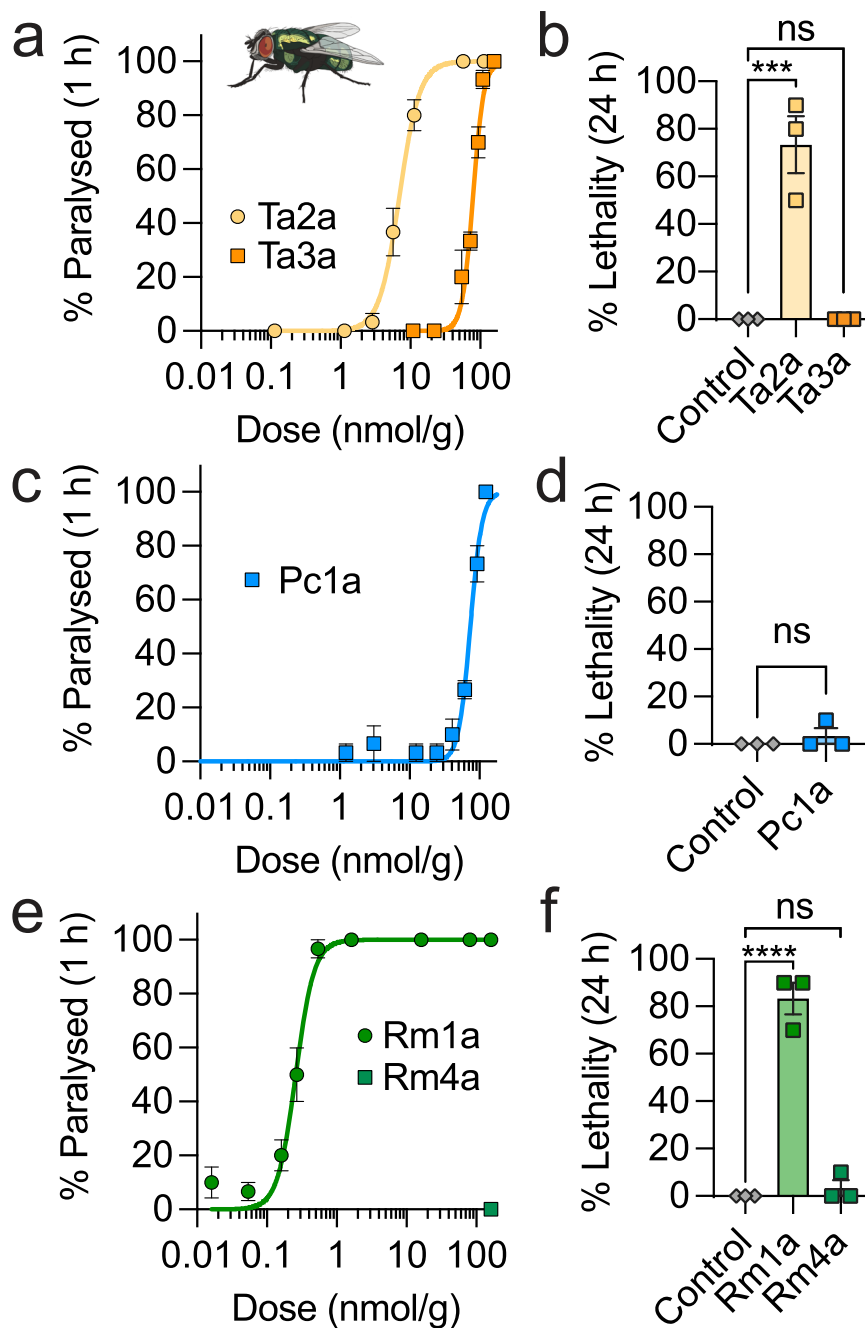 a
% Paralysed (1 h)
100
80
60
40
20
0
Ta2a
Ta3a
0.01 0.1 1 10 100
Dose (nmol/g)
b
% Lethality (24 h)
100
80
60
40
20
0
ns
***
Control
Ta2a
Ta3a
c
% Paralysed (1 h)
100
80
60
40
20
0
Pc1a
0.01 0.1 1 10 100
Dose (nmol/g)
d
% Lethality (24 h)
100
80
60
40
20
0
ns
Control
Pc1a
e
% Paralysed (1 h)
100
80
60
40
20
0
Rm1a
Rm4a
0.01 0.1 1 10 100
Dose (nmol/g)
f
% Lethality (24 h)
100
80
60
40
20
0
ns
****
Control
Rm1a
Rm4a